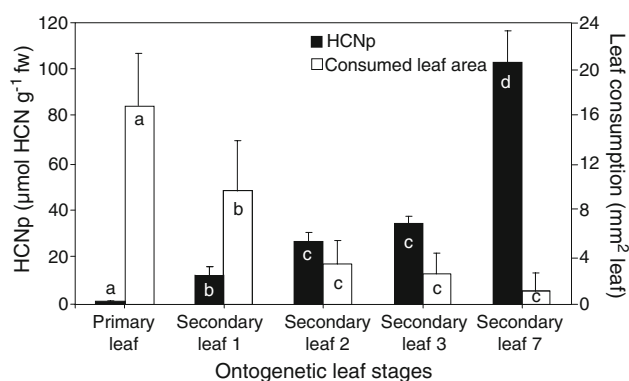 120
100
80
60
40
20
0
HCNp (µmol HCN g⁻¹ fw)
HCNp
Consumed leaf area
24
20
16
12
8
4
0
Leaf consumption (mm² leaf)
a
a
b
b
c
c
c
c
d
c
Primary
leaf
Secondary
leaf 1
Secondary
leaf 2
Secondary
leaf 3
Secondary
leaf 7
Ontogenetic leaf stages